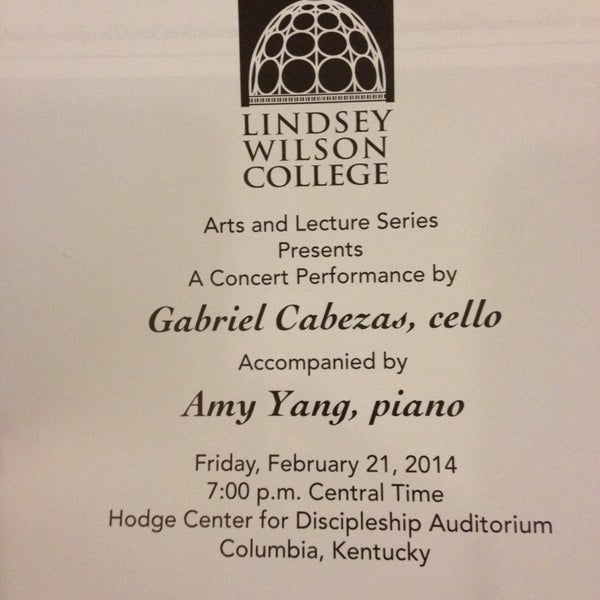 LINDSEY
WILSON
COLLEGE
Arts and Lecture Series
Presents
A Concert Performance by
Gabriel Cabezas, cello
Accompanied by
Amy Yang, piano
Friday, February 21, 2014
7:00 p.m. Central Time
Hodge Center for Discipleship Auditorium
Columbia, Kentucky